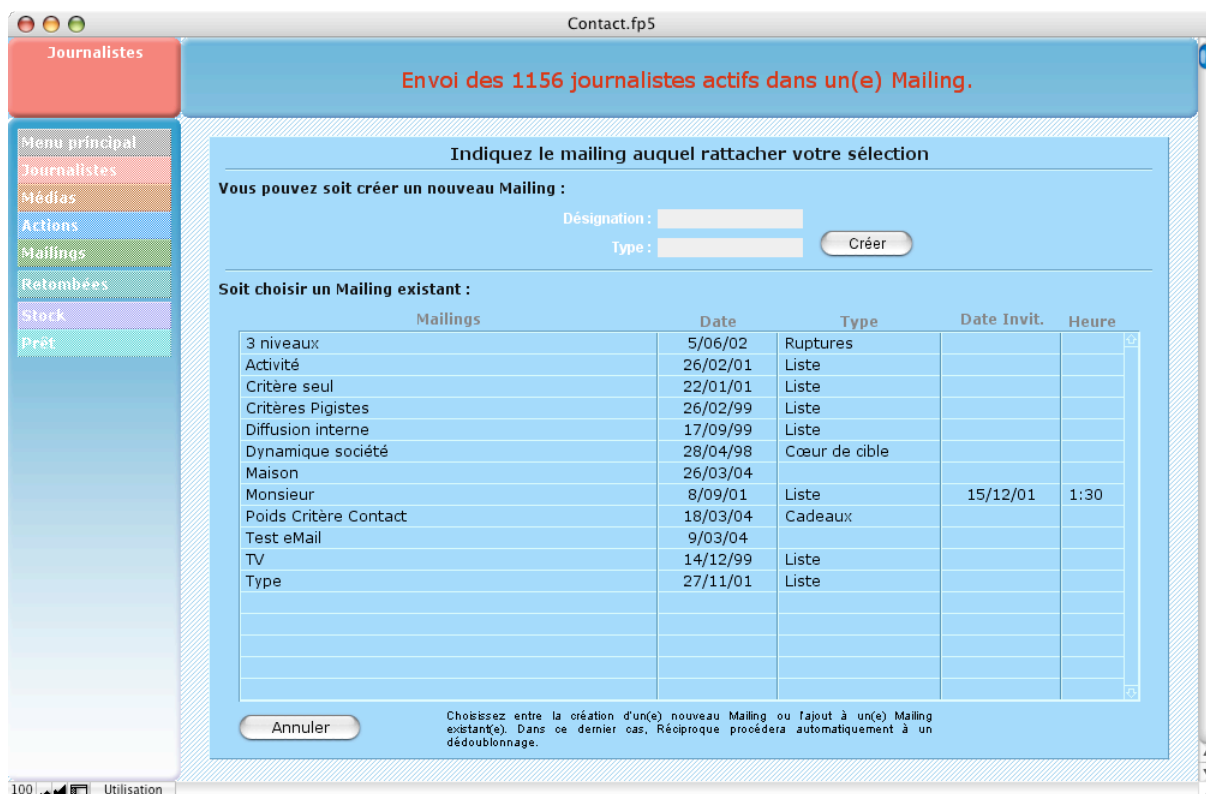 Contact.fp5
Journalistes
Envoi des 1156 journalistes actifs dans un(e) Mailing.
Menu principal
Journalistes
Médias
Actions
Mailings
Retombées
Stock
Prêt
Indiquez le mailing auquel rattacher votre sélection
Vous pouvez soit créer un nouveau Mailing :
Désignation :
Type :
Créer
Soit choisir un Mailing existant :
Mailings Date Type Date Invit. Heure
3 niveaux 5/06/02 Ruptures
Activité 26/02/01 Liste
Critère seul 22/01/01 Liste
Critères Pigistes 26/02/99 Liste
Diffusion interne 17/09/99 Liste
Dynamique société 28/04/98 Cœur de cible
Maison 26/03/04
Monsieur 8/09/01 Liste 15/12/01 1:30
Poids Critère Contact 18/03/04 Cadeaux
Test eMail 9/03/04
TV 14/12/99 Liste
Type 27/11/01 Liste
Annuler
Choisissez entre la création d'un(e) nouveau Mailing ou l'ajout à un(e) Mailing
existant(e). Dans ce dernier cas, Réciproque procédera automatiquement à un
dédoublonnage.
100 Utilisation